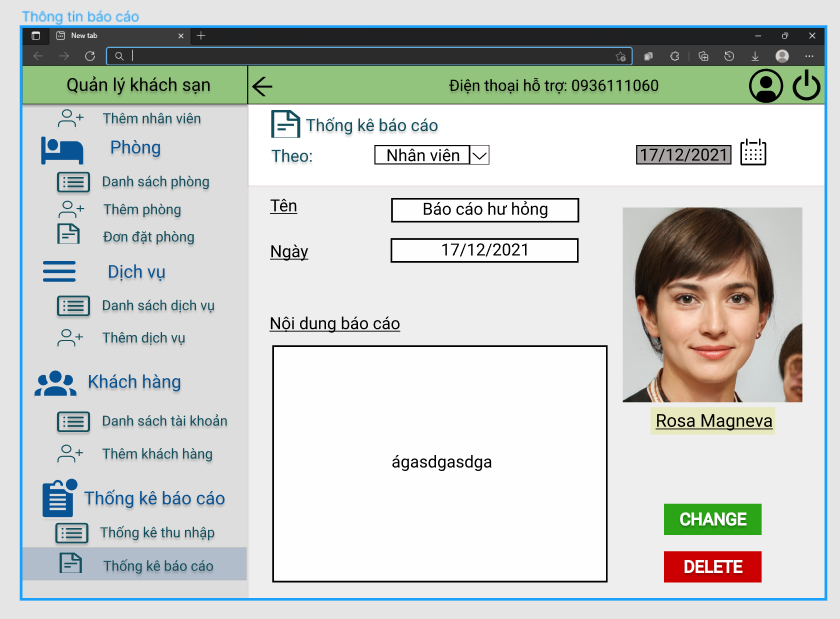 Thông tin báo cáo
New tab
Quản lý khách sạn
Điện thoại hỗ trợ: 0936111060
Thêm nhân viên
Phòng
Danh sách phòng
Thêm phòng
Đơn đặt phòng
Dịch vụ
Danh sách dịch vụ
Thêm dịch vụ
Khách hàng
Danh sách tài khoản
Thêm khách hàng
Thống kê báo cáo
Thống kê thu nhập
Thống kê báo cáo
Thống kê báo cáo
Theo:
Nhân viên
17/12/2021
Tên
Báo cáo hư hỏng
Ngày
17/12/2021
Nội dung báo cáo
ágasdgasdga
Rosa Magneva
CHANGE
DELETE